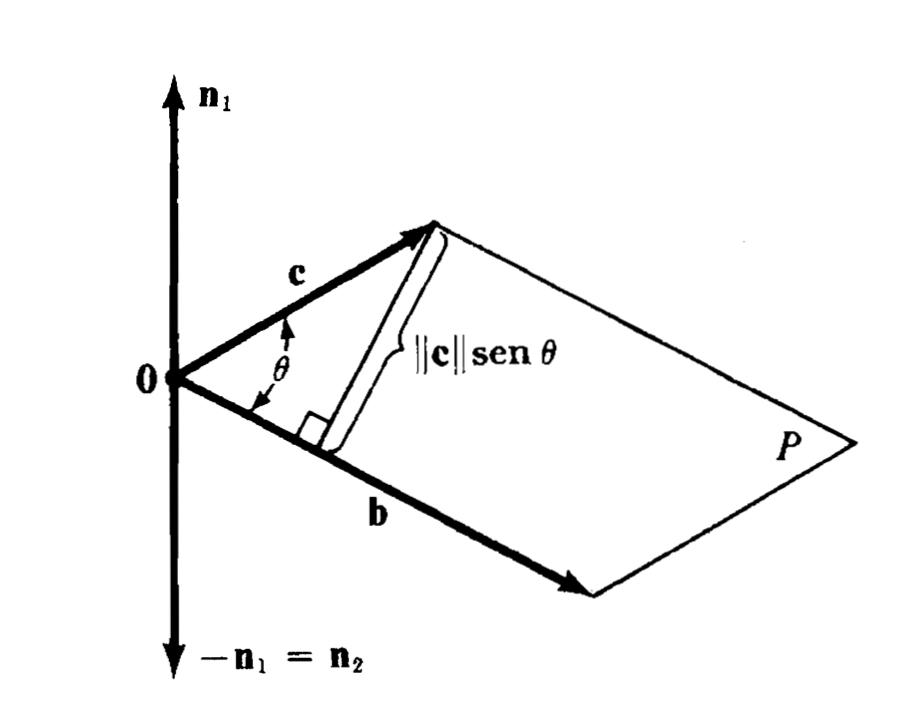 n₁
c
θ
0
‖c‖ sen θ
P
b
−n₁ = n₂